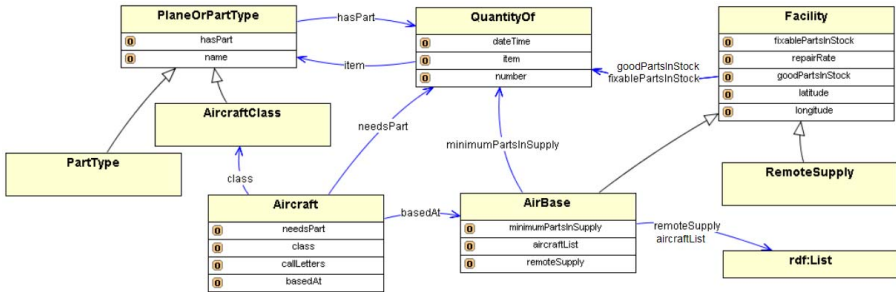 PlaneOrPartType
hasPart
name
hasPart
item
QuantityOf
dateTime
item
number
goodPartsInStock
fixablePartsInStock
Facility
fixablePartsInStock
repairRate
goodPartsInStock
latitude
longitude
AircraftClass
PartType
needsPart
minimumPartsInSupply
RemoteSupply
class
Aircraft
needsPart
class
callLetters
basedAt
basedAt
AirBase
minimumPartsInSupply
aircraftList
remoteSupply
remoteSupply
aircraftList
rdf:List